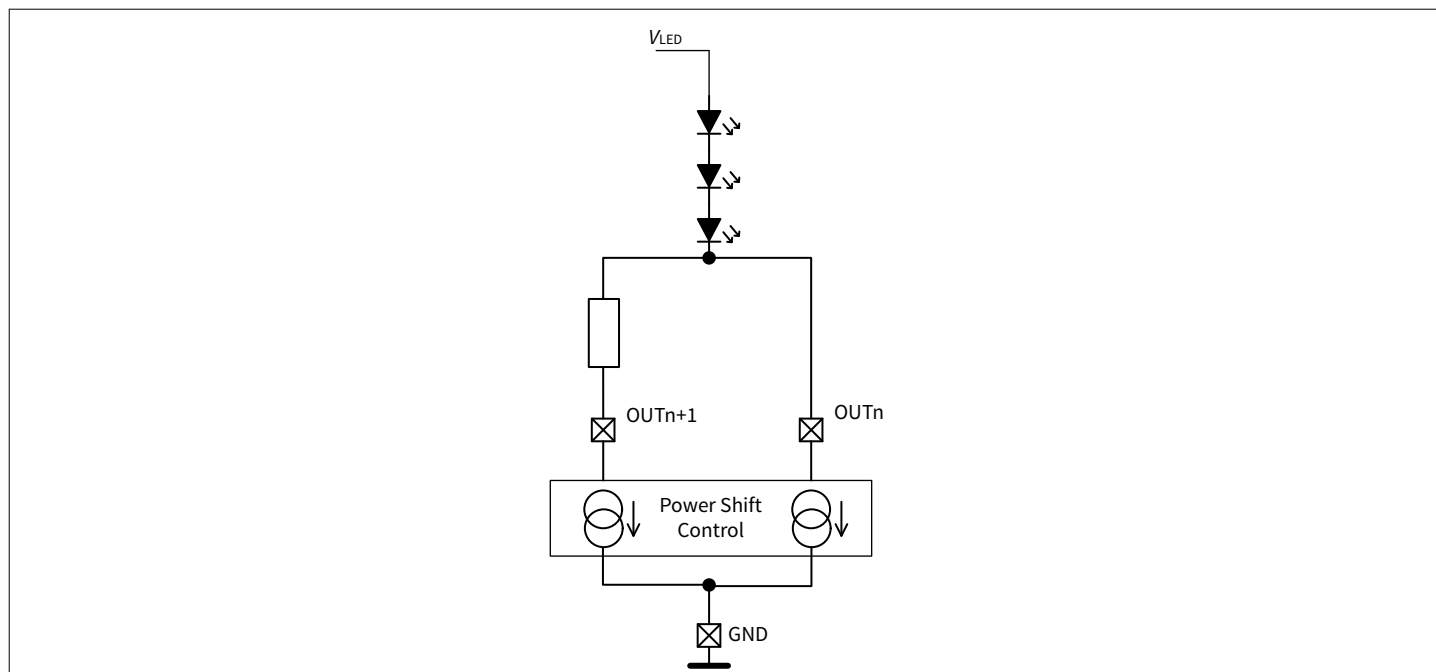 VLED
OUTn+1
OUTn
Power Shift
Control
GND